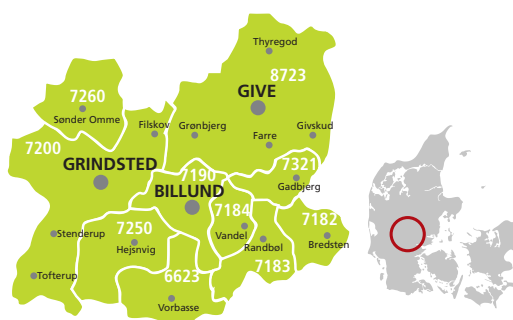 Thyregod
8723
GIVE
7260
Sønder Omme
Filskov
Grønbjerg
Givskud
Farre
7200
GRINDSTED
7190
BILLUND
7321
Gadbjerg
7184
7182
7250
Stenderup
Hejsnvig
Vandel
Randbøl
Bredsten
Tofterup
6623
7183
Vorbasse